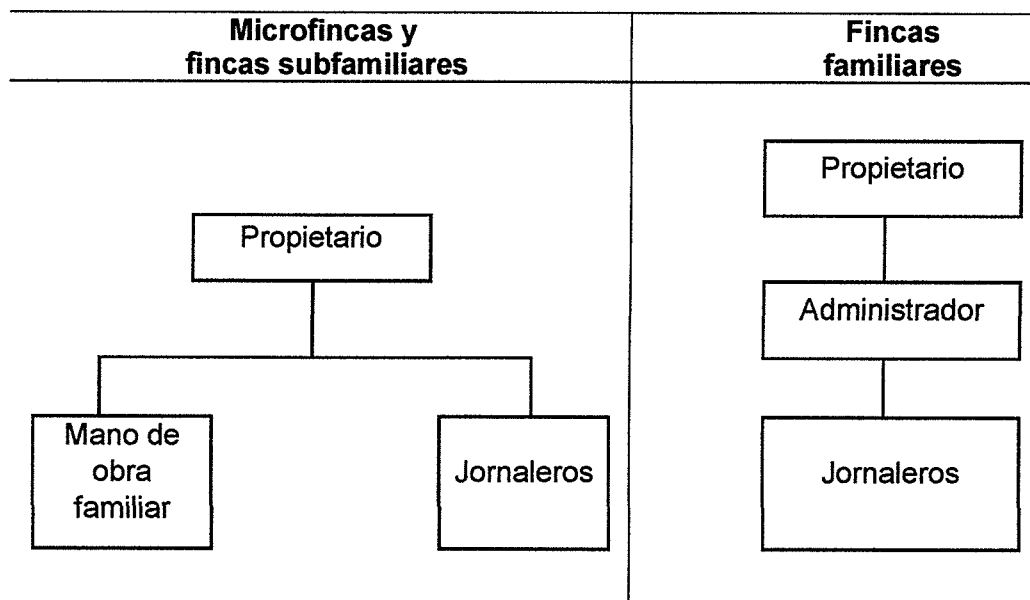 Microfincas y
fincas subfamiliares
Fincas
familiares
Propietario
Mano de
obra
familiar
Jornaleros
Propietario
Administrador
Jornaleros